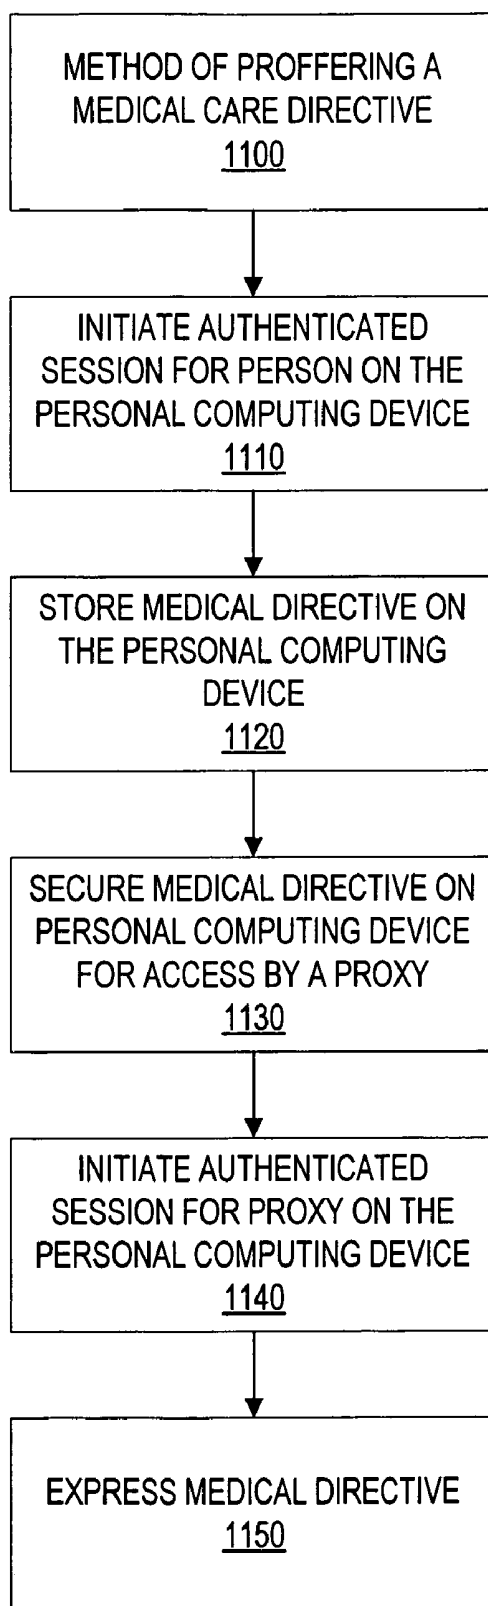 METHOD OF PROFFERING A
MEDICAL CARE DIRECTIVE
1100
INITIATE AUTHENTICATED
SESSION FOR PERSON ON THE
PERSONAL COMPUTING DEVICE
1110
STORE MEDICAL DIRECTIVE ON
THE PERSONAL COMPUTING
DEVICE
1120
SECURE MEDICAL DIRECTIVE ON
PERSONAL COMPUTING DEVICE
FOR ACCESS BY A PROXY
1130
INITIATE AUTHENTICATED
SESSION FOR PROXY ON THE
PERSONAL COMPUTING DEVICE
1140
EXPRESS MEDICAL DIRECTIVE
1150